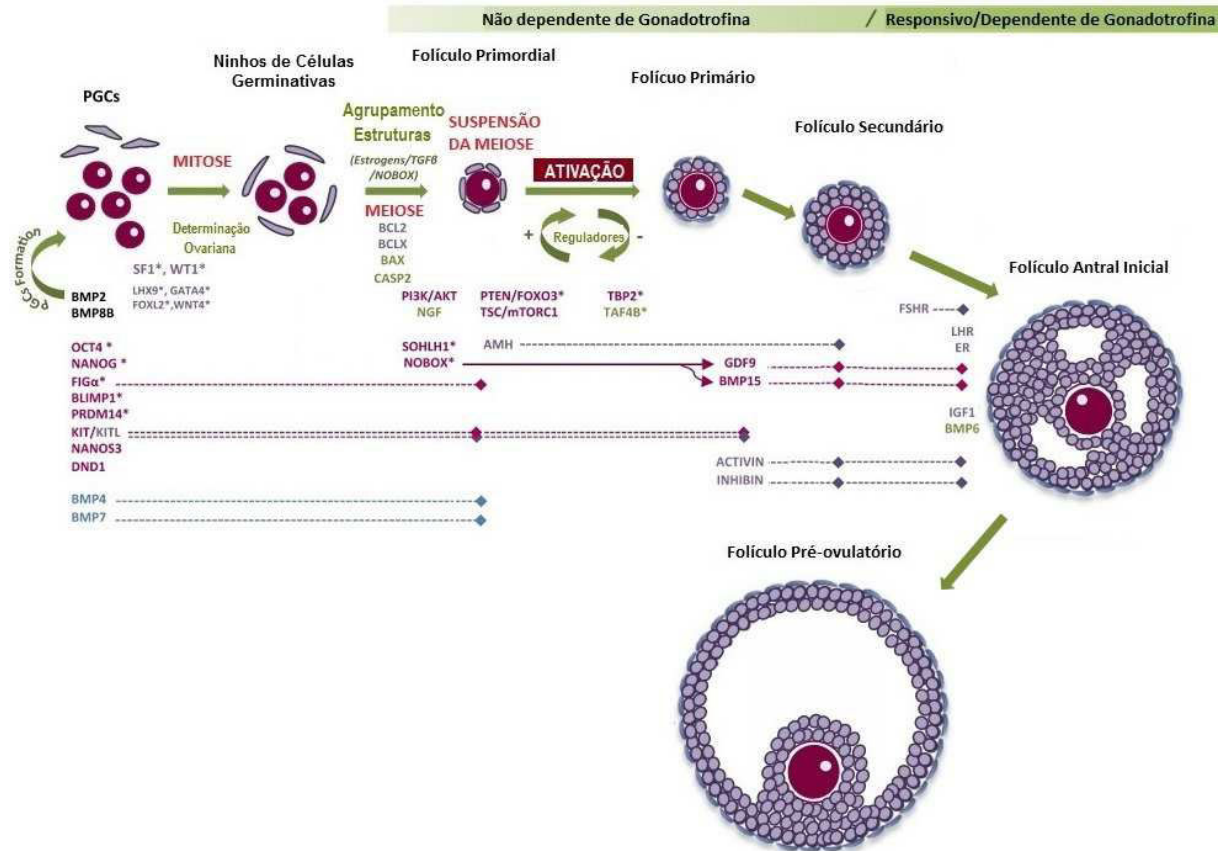 Não dependente de Gonadotrofina / Responsivo/Dependente de Gonadotrofina
PGCs
Ninhos de Células
Germinativas
Folículo Primordial
Folícuo Primário
Folículo Secundário
Folículo Antral Inicial
MITOSE
Determinação
Ovariana
Agrupamento
Estruturas
(Estrogens/TGFß
/NOBOX)
MEIOSE
BCL2
BCLX
BAX
CASP2
SUSPENSÃO
DA MEIOSE
ATIVAÇÃO
+ Reguladores -
PGCs Formation
BMP2
BMP8B
SF1*, WT1*
LHX9*, GATA4*
FOXL2*,WNT4*
PI3K/AKT
NGF
PTEN/FOXO3*
TSC/mTORC1
TBP2*
TAF4B*
FSHR
LHR
ER
OCT4 *
NANOG *
FIGα*
BLIMP1*
PRDM14*
KIT/KITL
NANOS3
DND1
BMP4
BMP7
SOHLH1*
NOBOX*
AMH
GDF9
BMP15
IGF1
BMP6
ACTIVIN
INHIBIN
Folículo Pré-ovulatório